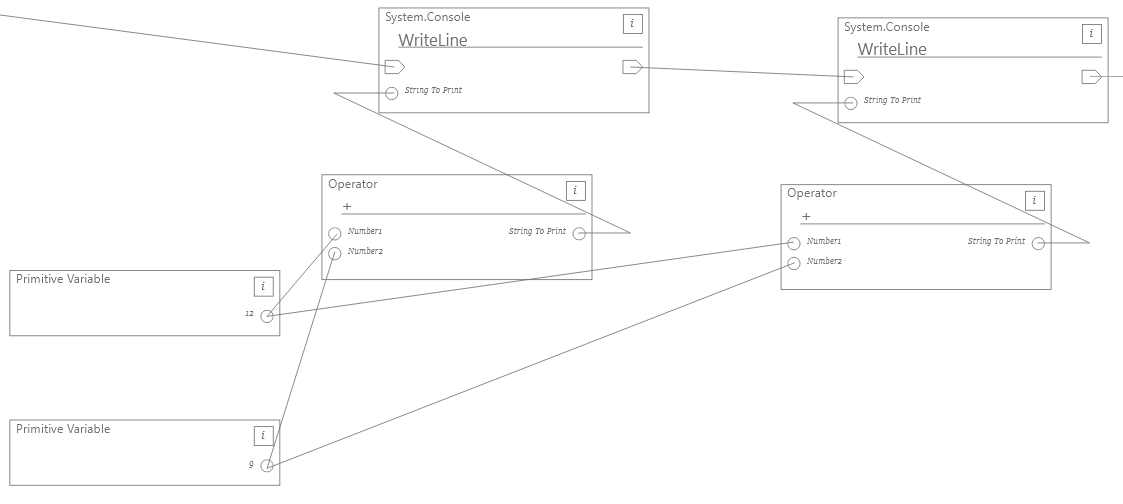 System.Console
i
WriteLine
String To Print
System.Console
i
WriteLine
String To Print
Operator
i
+
Number1
String To Print
Number2
Operator
i
+
Number1
String To Print
Number2
Primitive Variable
i
12
Primitive Variable
i
9